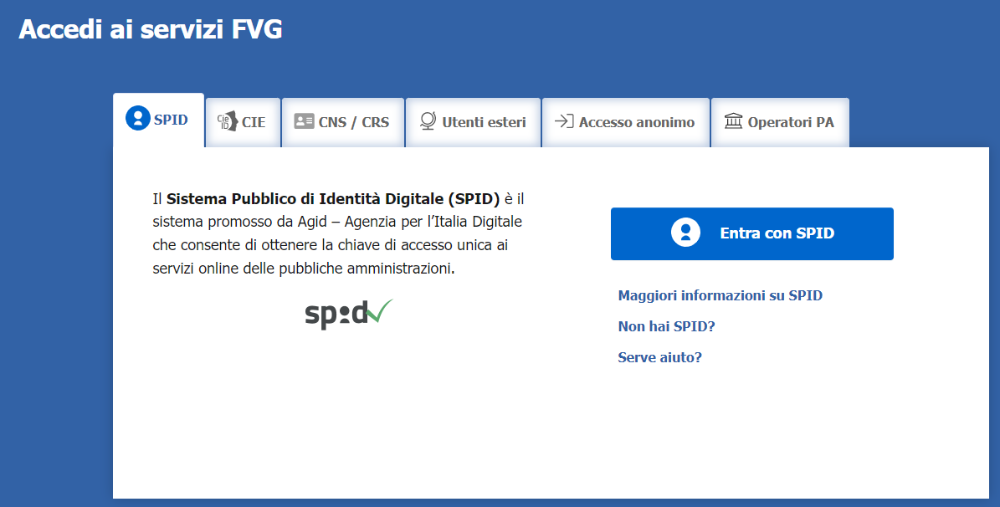 Accedi ai servizi FVG
SPID
Cie ID CIE
CNS / CRS
Utenti esteri
Accesso anonimo
Operatori PA
Il Sistema Pubblico di Identità Digitale (SPID) è il
sistema promosso da Agid – Agenzia per l’Italia Digitale
che consente di ottenere la chiave di accesso unica ai
servizi online delle pubbliche amministrazioni.
spid
Entra con SPID
Maggiori informazioni su SPID
Non hai SPID?
Serve aiuto?